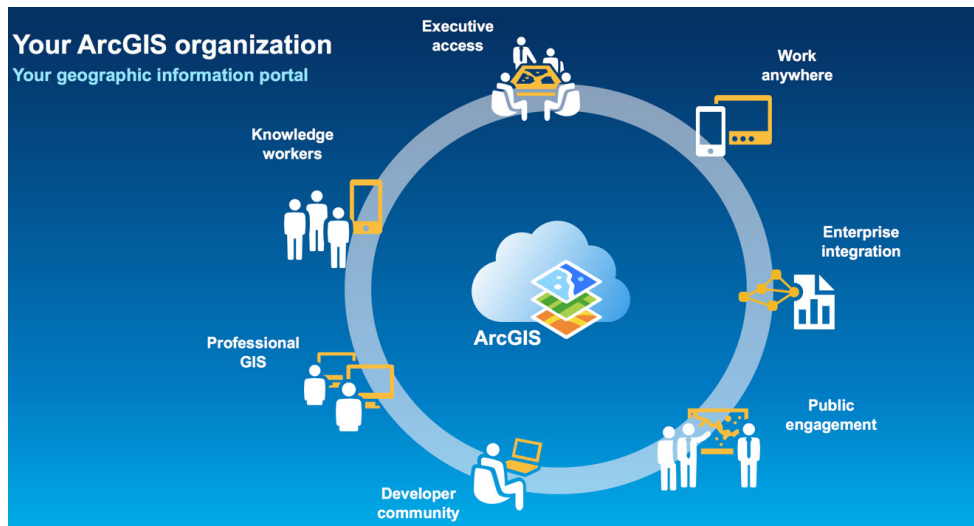 Your ArcGIS organization
Your geographic information portal
Executive
access
Work
anywhere
Knowledge
workers
Enterprise
integration
ArcGIS
Professional
GIS
Public
engagement
Developer
community